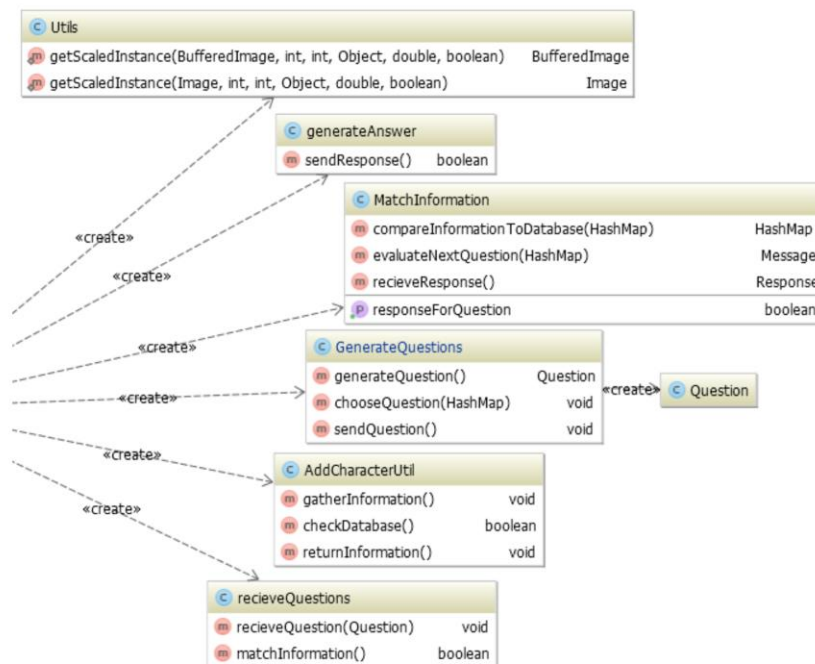 Utils
getScaledInstance(BufferedImage, int, int, Object, double, boolean) BufferedImage
getScaledInstance(Image, int, int, Object, double, boolean) Image
generateAnswer
sendResponse() boolean
MatchInformation
compareInformationToDatabase(HashMap) HashMap
evaluateNextQuestion(HashMap) Message
recieveResponse() Response
responseForQuestion boolean
«create»
«create»
«create»
GenerateQuestions
generateQuestion() Question
chooseQuestion(HashMap) void
sendQuestion() void
«create»
«create»
Question
«create»
AddCharacterUtil
gatherInformation() void
checkDatabase() boolean
returnInformation() void
«create»
recieveQuestions
recieveQuestion(Question) void
matchInformation() boolean